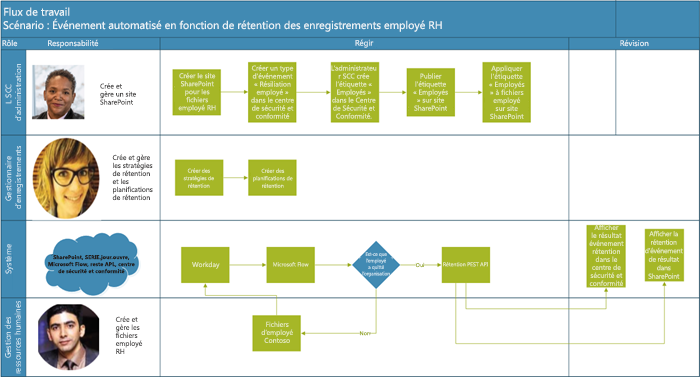 Flux de travail
Scénario : Événement automatisé en fonction de rétention des enregistrements employé RH
Rôle
Responsabilité
Régir
Révision
L SCC
d'administration
Crée et
gère un site
SharePoint
Créer le site
SharePoint
pour les
fichiers
employé RH
Créer un type
d'événement
« Résiliation
employé »
dans le centre
de sécurité et
conformité
L'administrateu
r SCC crée
l'étiquette «
Employés »
dans le Centre
de Sécurité et
Conformité.
Publier
l'étiquette
« Employés »
sur site
SharePoint
Appliquer
l'étiquette
« Employés »
à fichiers
employé
sur site
SharePoint
Gestionnaire
d'enregistrements
Crée et gère
les stratégies
de rétention
et les
planifications
de rétention
Créer des
stratégies de
rétention
Créer des
planifications de
rétention
Système
SharePoint, SERIE.jour.œuvre,
Microsoft Flow, reste API, centre
de sécurité et conformité
Workday
Microsoft Flow
Est-ce que
l'employé
a quitté
l'organisation
Oui
Rétention REST API
Afficher
le résultat
événement
rétention
dans le
centre de
sécurité et
conformité
Afficher la
rétention
d'événement
de résultat
dans
SharePoint
Gestion des
ressources humaines
Crée et
gère les
fichiers
employé
RH
Fichiers
d'employé
Contoso
Non